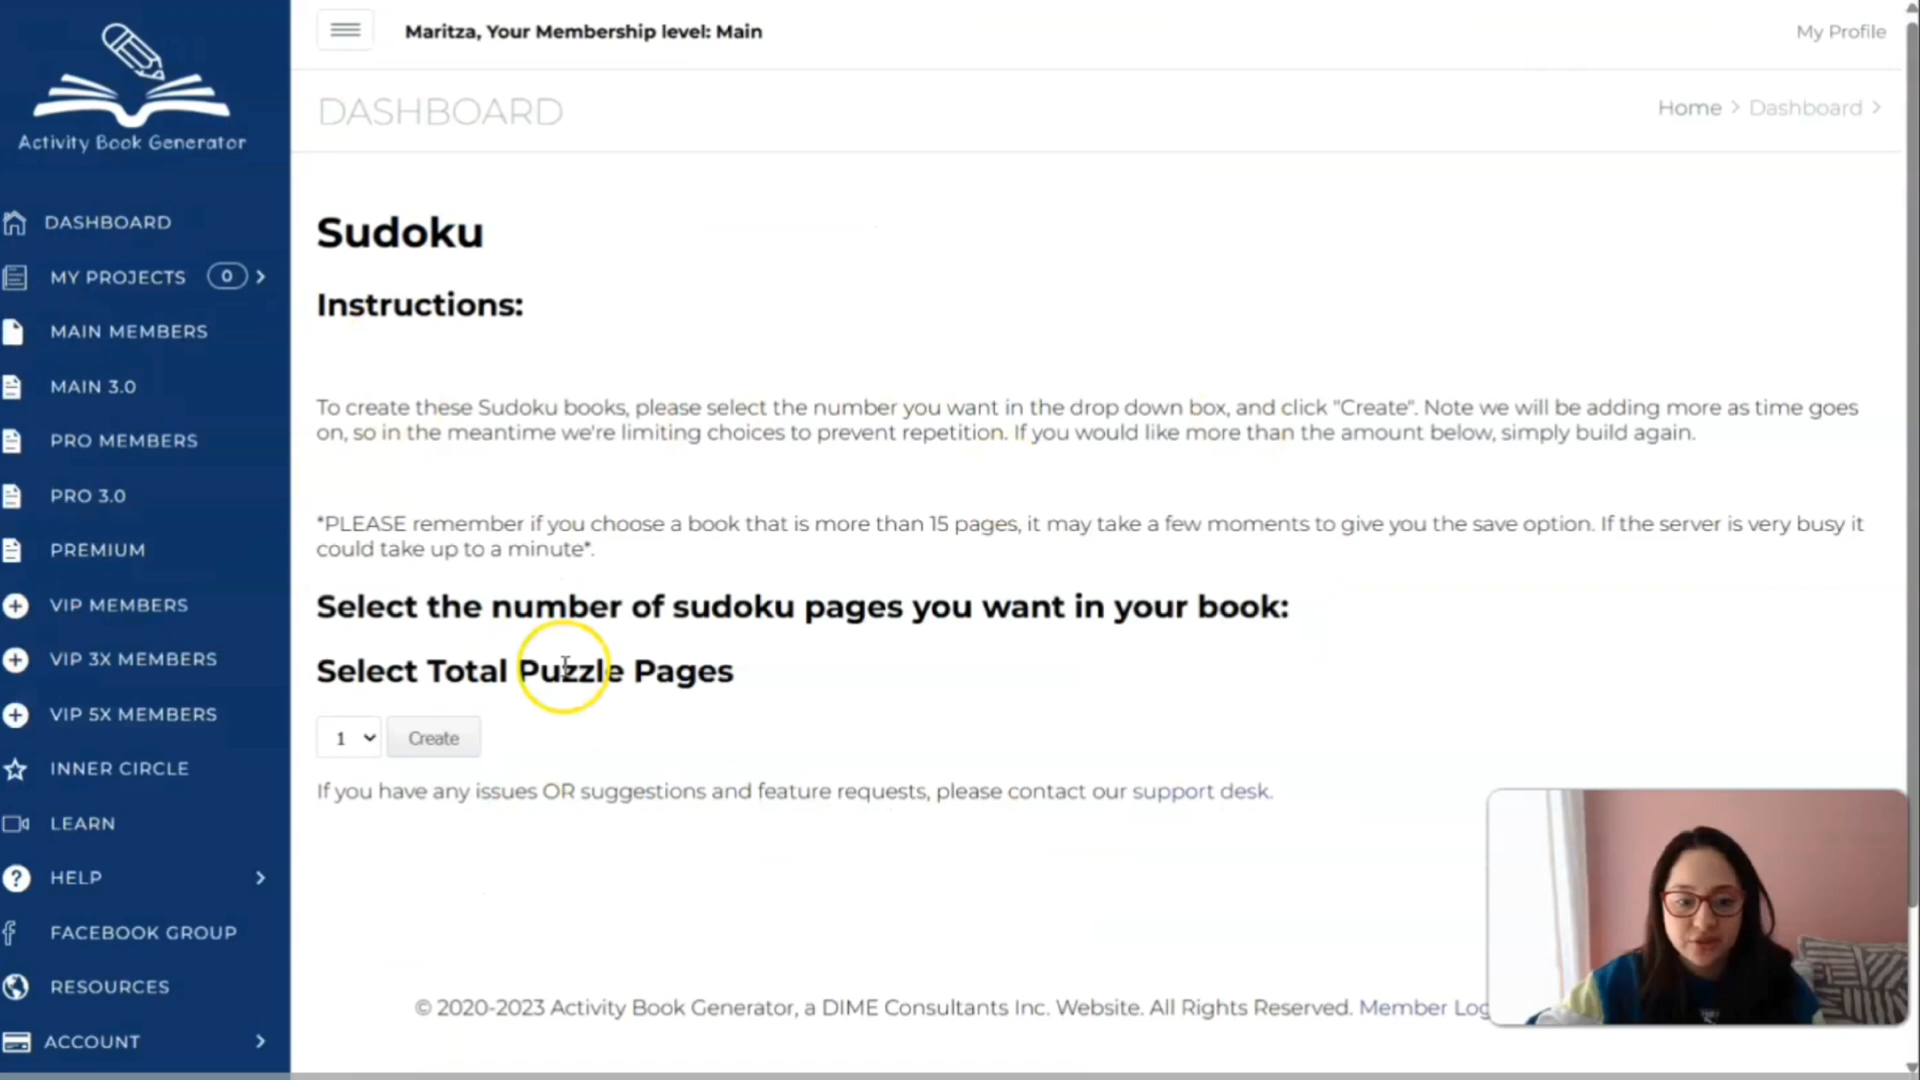 Maritza, Your Membership level: Main
My Profile
Activity Book Generator
DASHBOARD
Home > Dashboard >
DASHBOARD
MY PROJECTS 0 >
MAIN MEMBERS
MAIN 3.0
PRO MEMBERS
PRO 3.0
PREMIUM
VIP MEMBERS
VIP 3X MEMBERS
VIP 5X MEMBERS
INNER CIRCLE
LEARN
HELP >
FACEBOOK GROUP
RESOURCES
ACCOUNT >
Sudoku
Instructions:
To create these Sudoku books, please select the number you want in the drop down box, and click "Create". Note we will be adding more as time goes
on, so in the meantime we're limiting choices to prevent repetition. If you would like more than the amount below, simply build again.
*PLEASE remember if you choose a book that is more than 15 pages, it may take a few moments to give you the save option. If the server is very busy it
could take up to a minute*.
Select the number of sudoku pages you want in your book:
Select Total Puzzle Pages
1 Create
If you have any issues OR suggestions and feature requests, please contact our support desk.
© 2020-2023 Activity Book Generator, a DIME Consultants Inc. Website. All Rights Reserved. Member Log